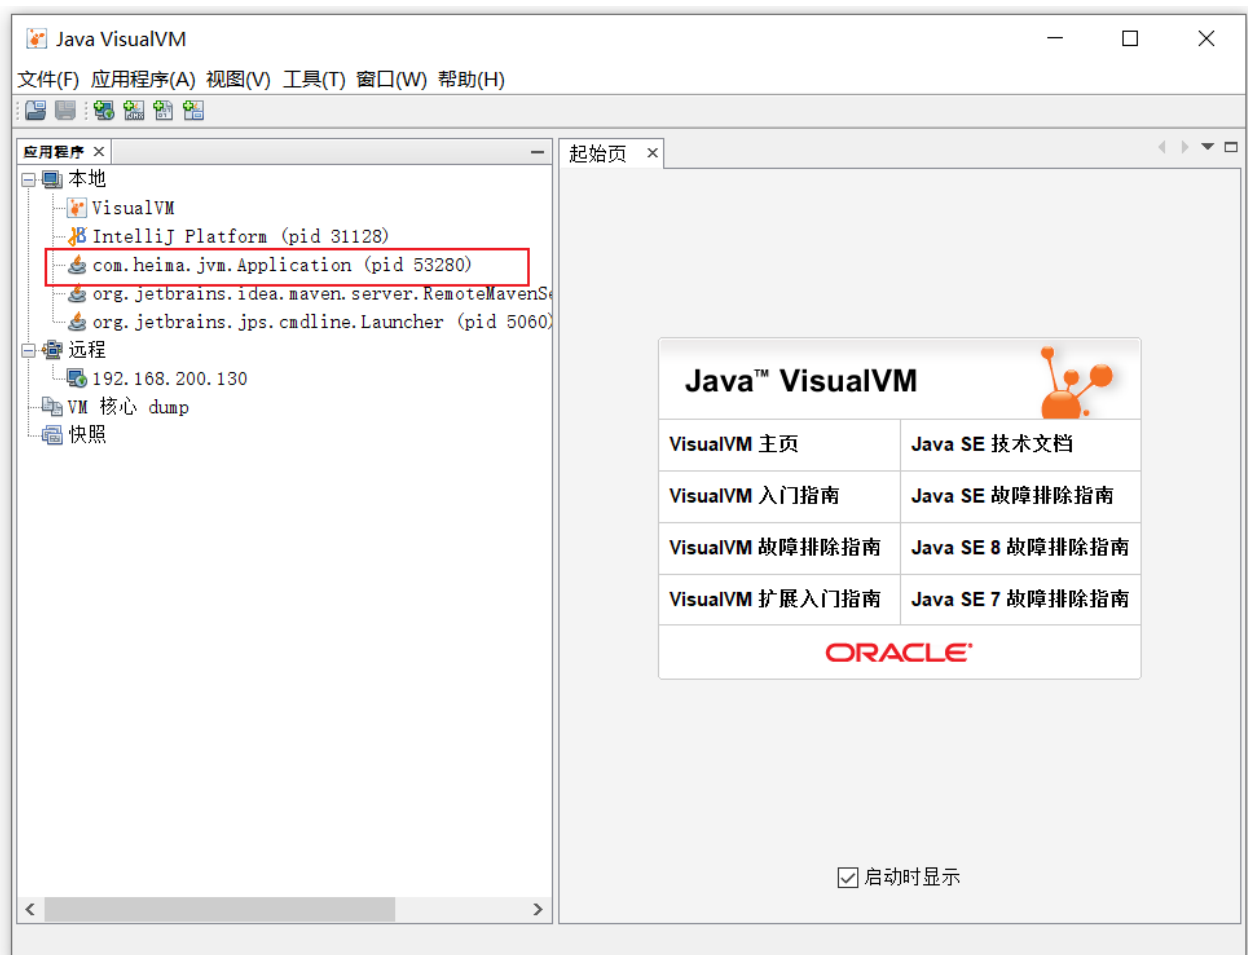 Java VisualVM
文件(F) 应用程序(A) 视图(V) 工具(T) 窗口(W) 帮助(H)
应用程序
本地
VisualVM
IntelliJ Platform (pid 31128)
com.heima.jvm.Application (pid 53280)
org.jetbrains.idea.maven.server.RemoteMavenSe
org.jetbrains.jps.cmdline.Launcher (pid 5060)
远程
192.168.200.130
VM 核心 dump
快照
起始页
Java™ VisualVM
VisualVM 主页
Java SE 技术文档
VisualVM 入门指南
Java SE 故障排除指南
VisualVM 故障排除指南
Java SE 8 故障排除指南
VisualVM 扩展入门指南
Java SE 7 故障排除指南
ORACLE
启动时显示